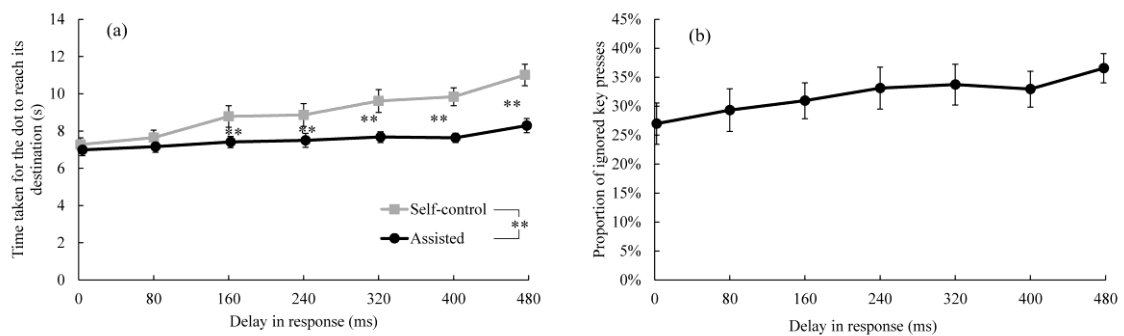 (a)
Time taken for the dot to reach its
destination (s)
14
12
10
8
6
4
2
0
**
**
**
**
**
Self-control
Assisted
**
0 80 160 240 320 400 480
Delay in response (ms)
(b)
Proportion of ignored key presses
45%
40%
35%
30%
25%
20%
15%
10%
5%
0%
0 80 160 240 320 400 480
Delay in response (ms)